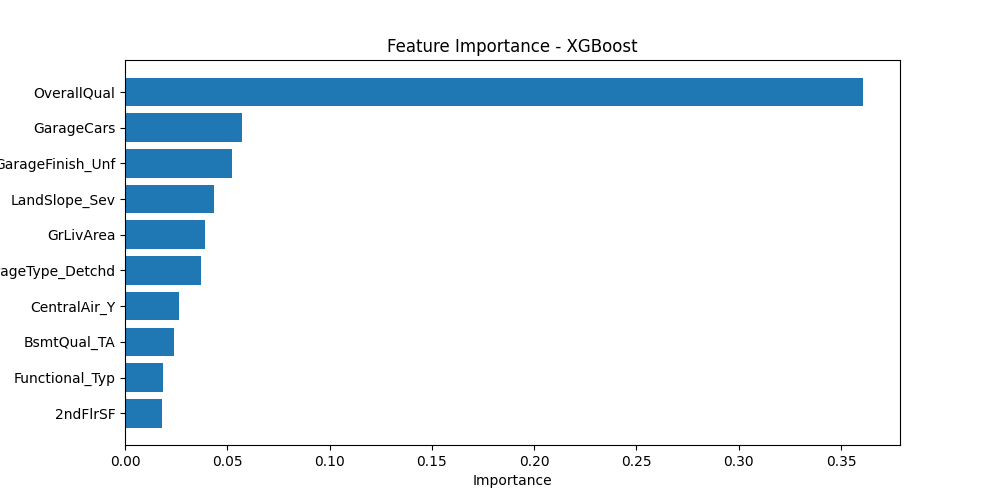 Feature Importance - XGBoost
OverallQual
GarageCars
GarageFinish_Unf
LandSlope_Sev
GrLivArea
ageType_Detchd
CentralAir_Y
BsmtQual_TA
Functional_Typ
2ndFlrSF
0.00 0.05 0.10 0.15 0.20 0.25 0.30 0.35
Importance